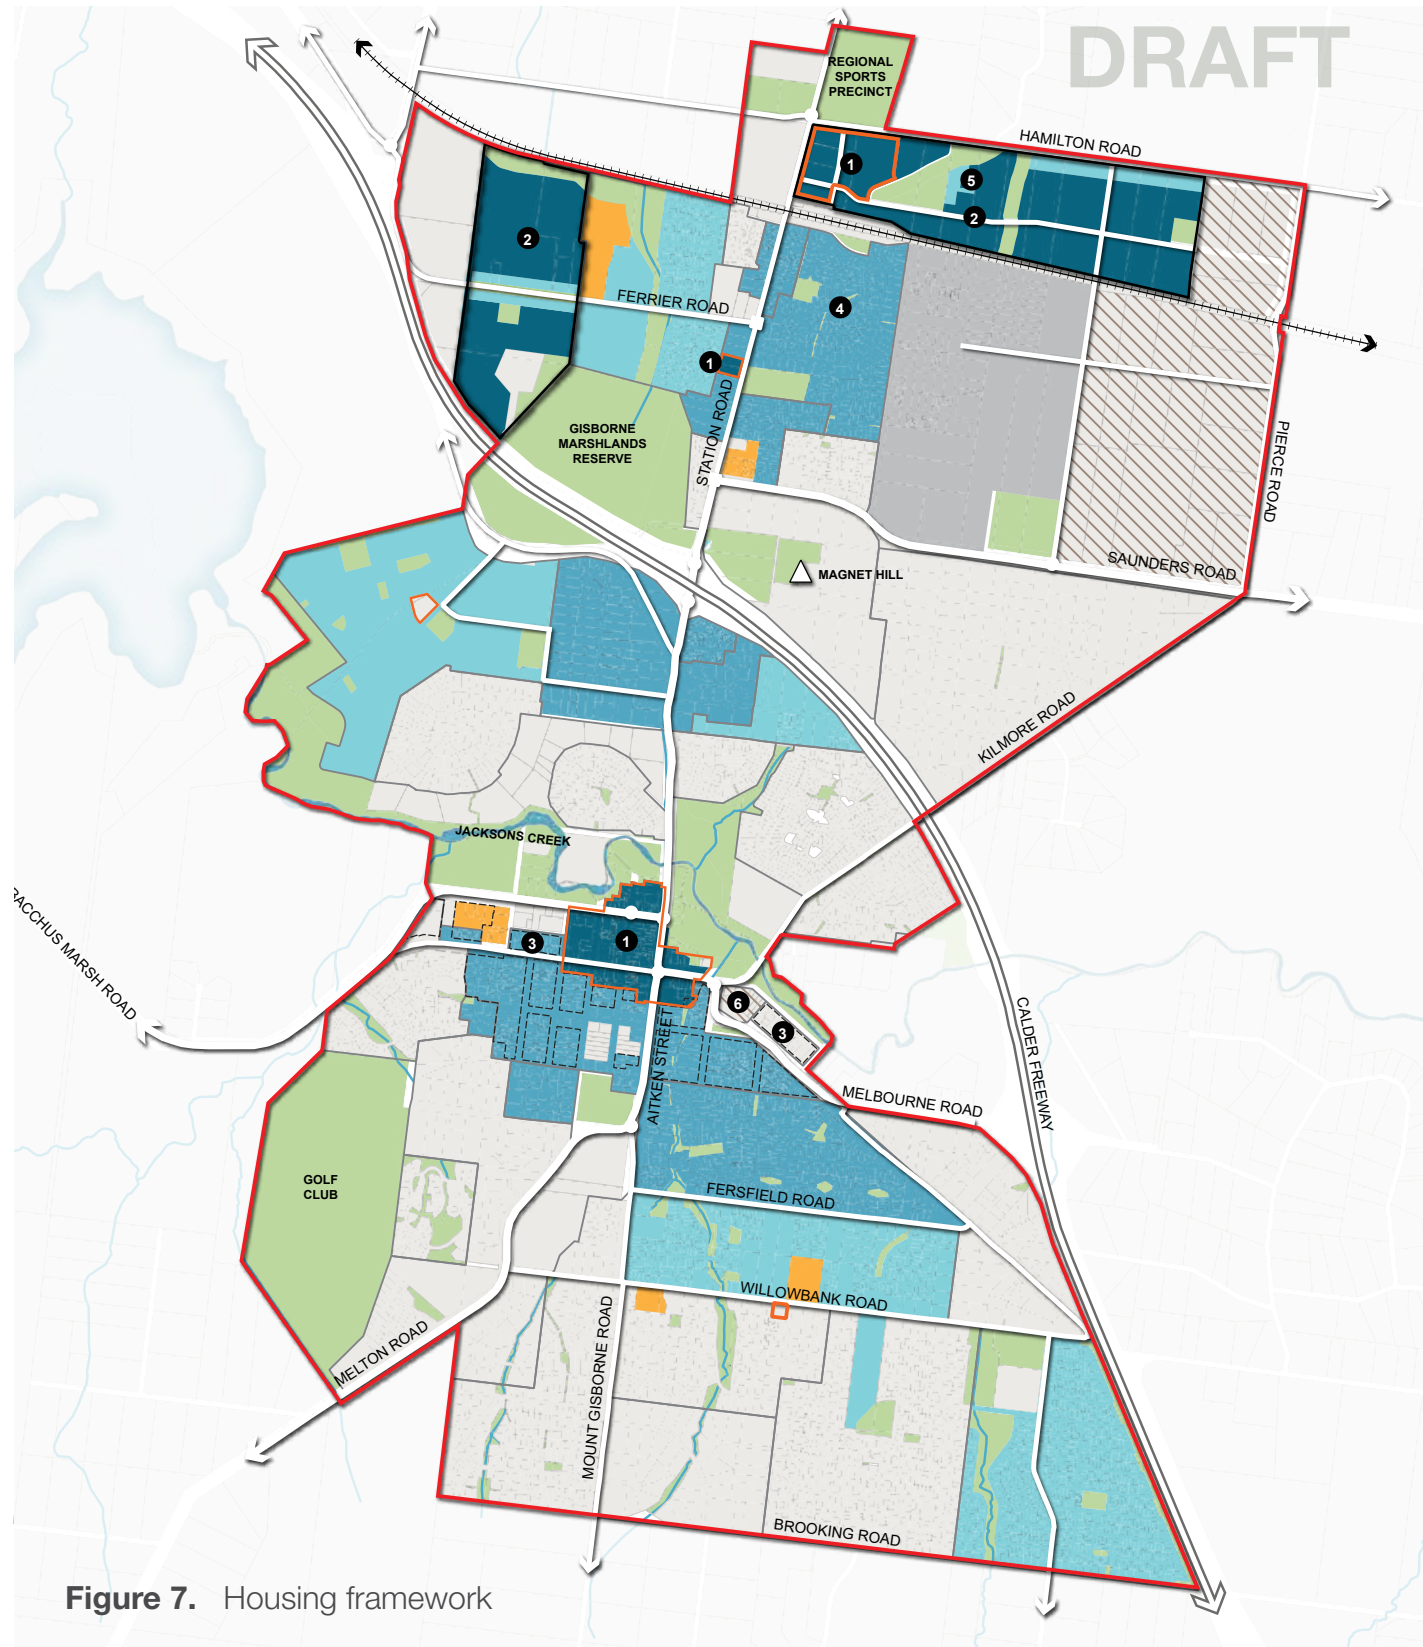 DRAFT
REGIONAL
SPORTS
PRECINCT
HAMILTON ROAD
1
5
2
2
FERRIER ROAD
4
1
STATION ROAD
GISBORNE
MARSHLANDS
RESERVE
PIERCE ROAD
SAUNDERS ROAD
MAGNET HILL
KILMORE ROAD
JACKSONS CREEK
BACCHUS MARSH ROAD
3
1
6
3
AITKEN STREET
CALDER FREEWAY
MELBOURNE ROAD
GOLF
CLUB
FERSFIELD ROAD
WILLOWBANK ROAD
MELTON ROAD
MOUNT GISBORNE ROAD
BROOKING ROAD
Figure 7. Housing framework